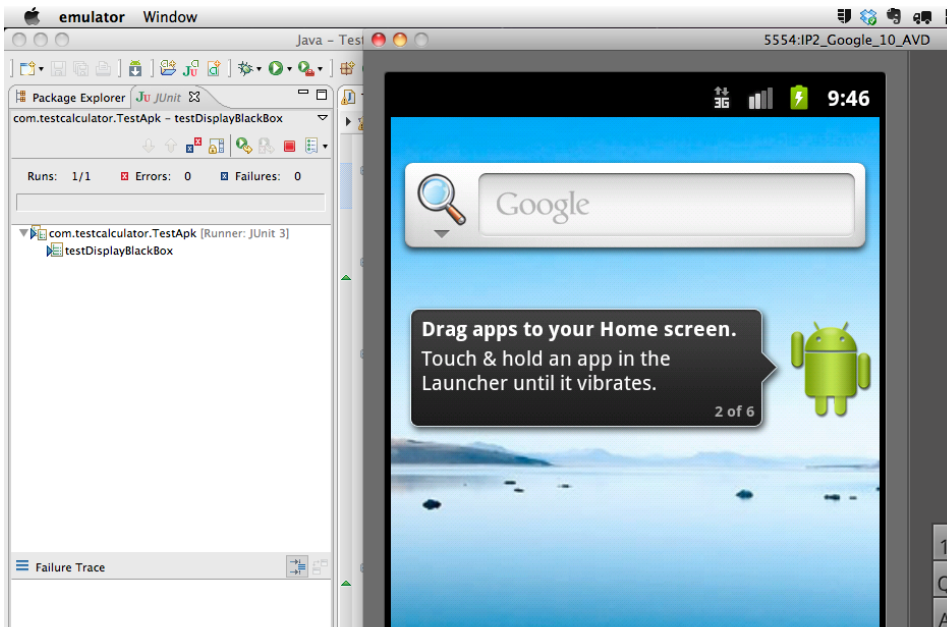 emulator Window
Java - Test
5554:IP2_Google_10_AVD
Package Explorer JUnit
com.testcalculator.TestApk - testDisplayBlackBox
Runs: 1/1 Errors: 0 Failures: 0
com.testcalculator.TestApk [Runner: JUnit 3]
testDisplayBlackBox
Failure Trace
3G 9:46
Google
Drag apps to your Home screen.
Touch & hold an app in the
Launcher until it vibrates.
2 of 6
1
Q
A